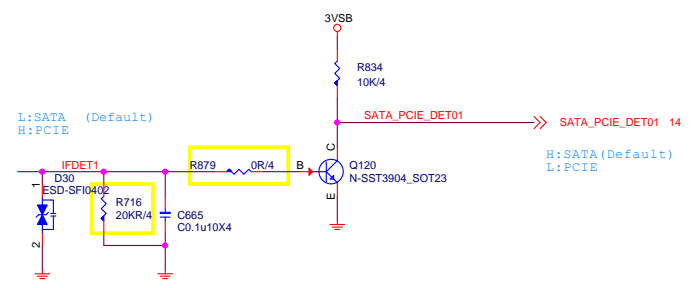 3VSB
R834
10K/4
SATA_PCIE_DET01
SATA_PCIE_DET01 14
L:SATA (Default)
H:PCIE
H:SATA(Default)
L:PCIE
IFDET1
R879
0R/4
B
C
E
Q120
N-SST3904_SOT23
D30
ESD-SFI0402
1
2
R716
20KR/4
C665
C0.1u10X4